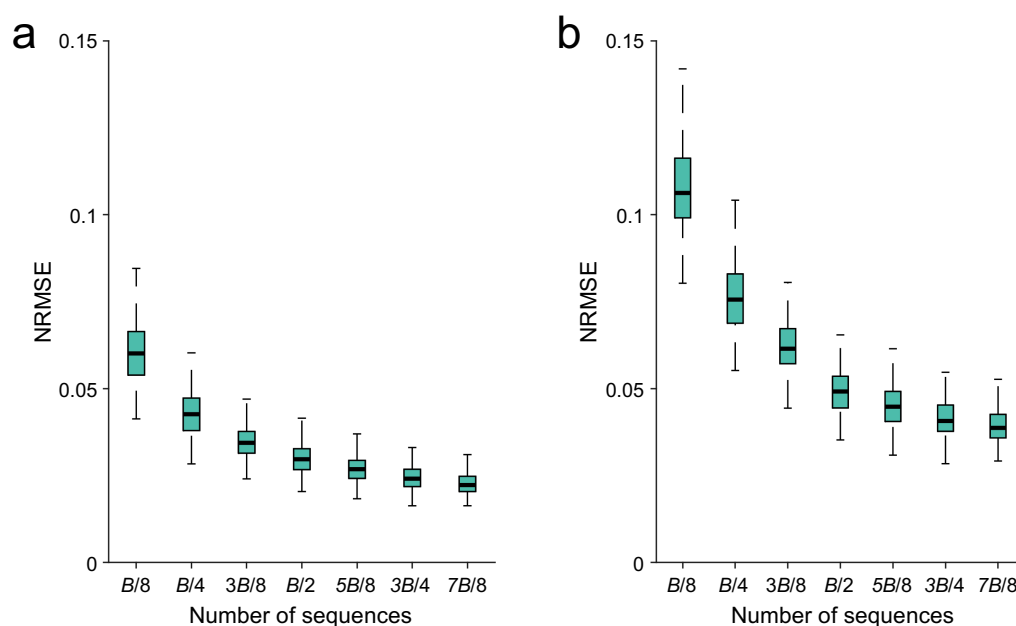 a
0.15
0.1
0.05
0
NRMSE
B/8 B/4 3B/8 B/2 5B/8 3B/4 7B/8
Number of sequences
b
0.15
0.1
0.05
0
NRMSE
B/8 B/4 3B/8 B/2 5B/8 3B/4 7B/8
Number of sequences